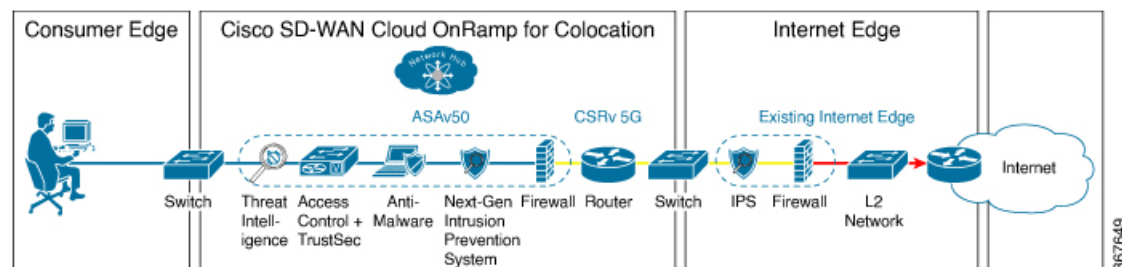 Consumer Edge
Cisco SD-WAN Cloud OnRamp for Colocation
Internet Edge
Network Hub
ASAv50
CSRv 5G
Existing Internet Edge
Internet
Switch
Threat
Intell-
igence
Access
Control +
TrustSec
Anti-
Malware
Next-Gen
Intrusion
Prevention
System
Firewall
Router
Switch
IPS
Firewall
L2
Network
367649